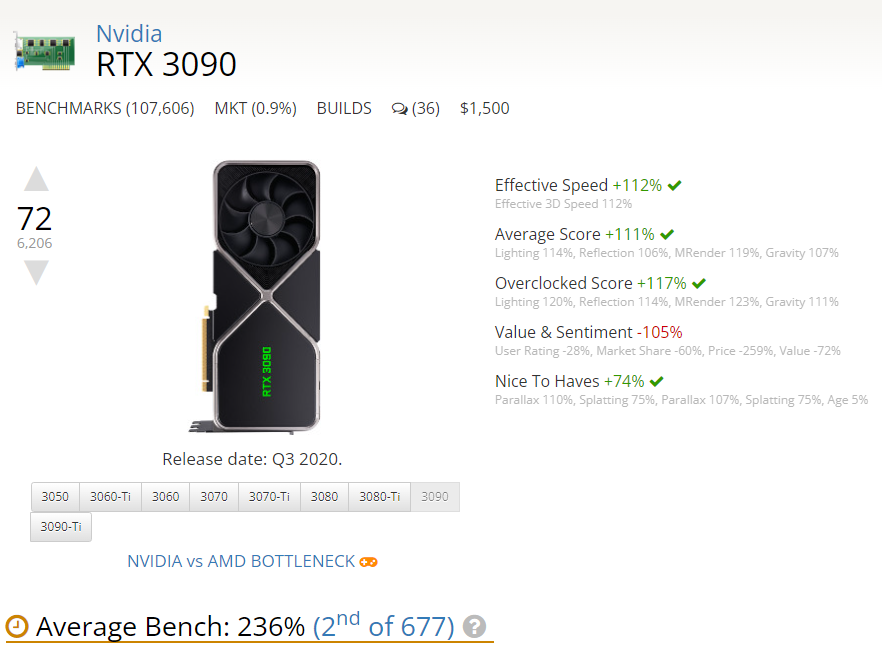 Nvidia
RTX 3090
BENCHMARKS (107,606) MKT (0.9%) BUILDS (36) $1,500
72
6,206
RTX 3090
Effective Speed +112%
Effective 3D Speed 112%
Average Score +111%
Lighting 114%, Reflection 106%, MRender 119%, Gravity 107%
Overclocked Score +117%
Lighting 120%, Reflection 114%, MRender 123%, Gravity 111%
Value & Sentiment -105%
User Rating -28%, Market Share -60%, Price -259%, Value -72%
Nice To Haves +74%
Parallax 110%, Splatting 75%, Parallax 107%, Splatting 75%, Age 5%
Release date: Q3 2020.
3050 3060-Ti 3060 3070 3070-Ti 3080 3080-Ti 3090
3090-Ti
NVIDIA vs AMD BOTTLENECK
Average Bench: 236% (2nd of 677) ?